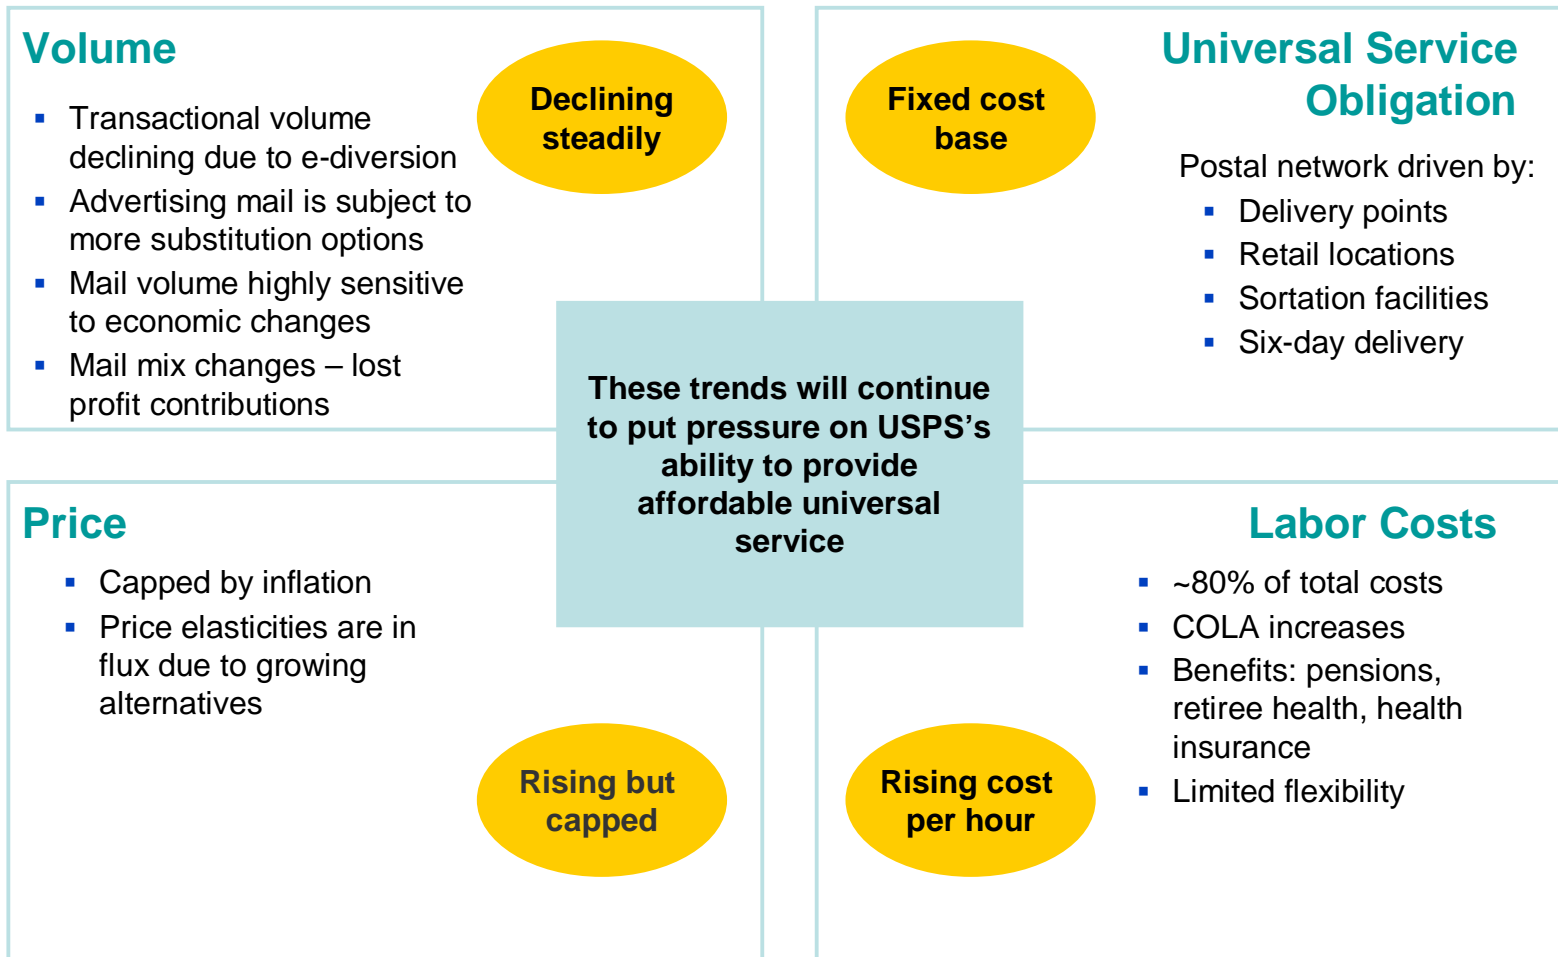 Volume
▪ Transactional volume
declining due to e-diversion
▪ Advertising mail is subject to
more substitution options
▪ Mail volume highly sensitive
to economic changes
▪ Mail mix changes – lost
profit contributions
Declining
steadily
Fixed cost
base
Universal Service
Obligation
Postal network driven by:
▪ Delivery points
▪ Retail locations
▪ Sortation facilities
▪ Six-day delivery
These trends will continue
to put pressure on USPS’s
ability to provide
affordable universal
service
Price
▪ Capped by inflation
▪ Price elasticities are in
flux due to growing
alternatives
Rising but
capped
Rising cost
per hour
Labor Costs
▪ ~80% of total costs
▪ COLA increases
▪ Benefits: pensions,
retiree health, health
insurance
▪ Limited flexibility